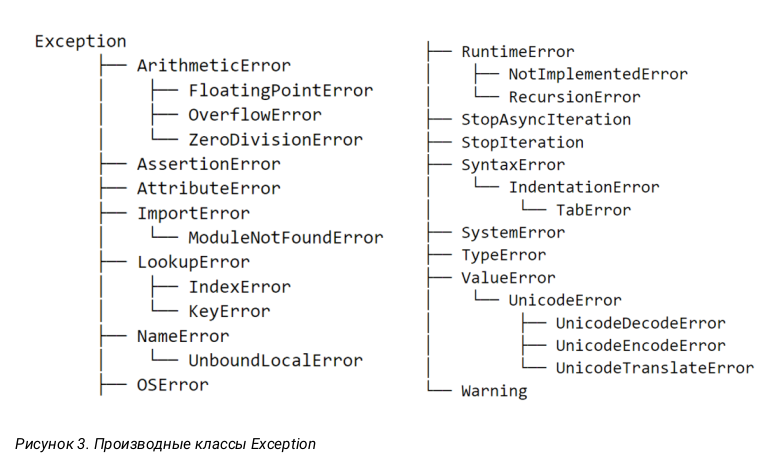 Exception
├── ArithmeticError
│   ├── FloatingPointError
│   ├── OverflowError
│   └── ZeroDivisionError
├── AssertionError
├── AttributeError
├── ImportError
│   └── ModuleNotFoundError
├── LookupError
│   ├── IndexError
│   └── KeyError
├── NameError
│   └── UnboundLocalError
├── OSError
├── RuntimeError
│   ├── NotImplementedError
│   └── RecursionError
├── StopAsyncIteration
├── StopIteration
├── SyntaxError
│   └── IndentationError
│       └── TabError
├── SystemError
├── TypeError
├── ValueError
│   └── UnicodeError
│       ├── UnicodeDecodeError
│       ├── UnicodeEncodeError
│       └── UnicodeTranslateError
└── Warning
Рисунок 3. Производные классы Exception